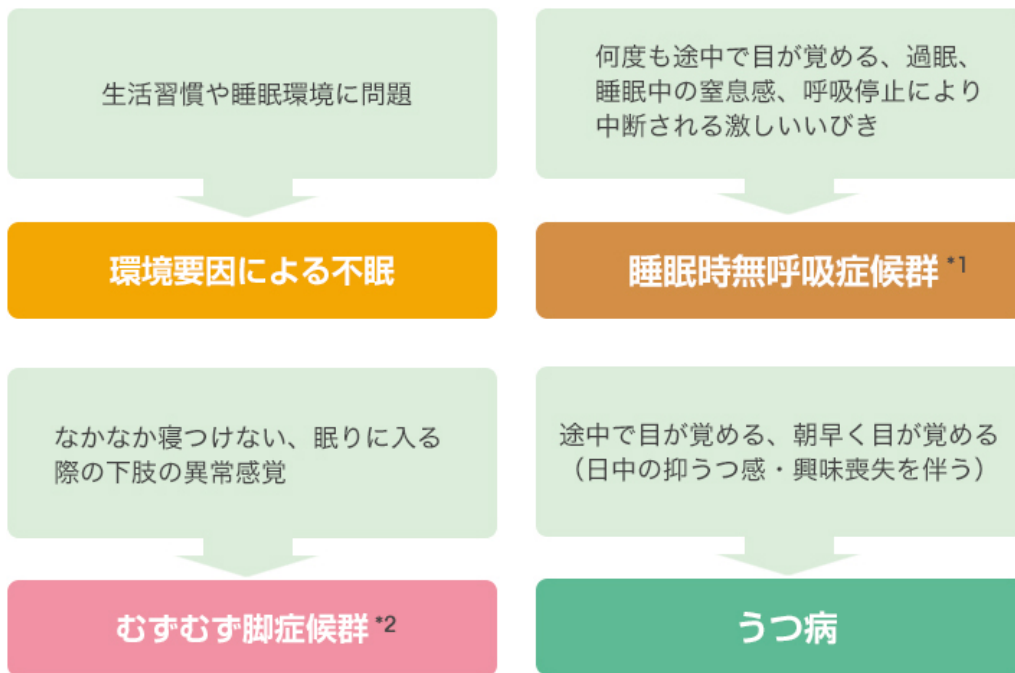 生活習慣や睡眠環境に問題
環境要因による不眠
何度も途中で目が覚める、過眠、
睡眠中の窒息感、呼吸停止により
中断される激しいいびき
睡眠時無呼吸症候群 *1
なかなか寝つけない、眠りに入る
際の下肢の異常感覚
むずむず脚症候群 *2
途中で目が覚める、朝早く目が覚める
（日中の抑うつ感・興味喪失を伴う）
うつ病